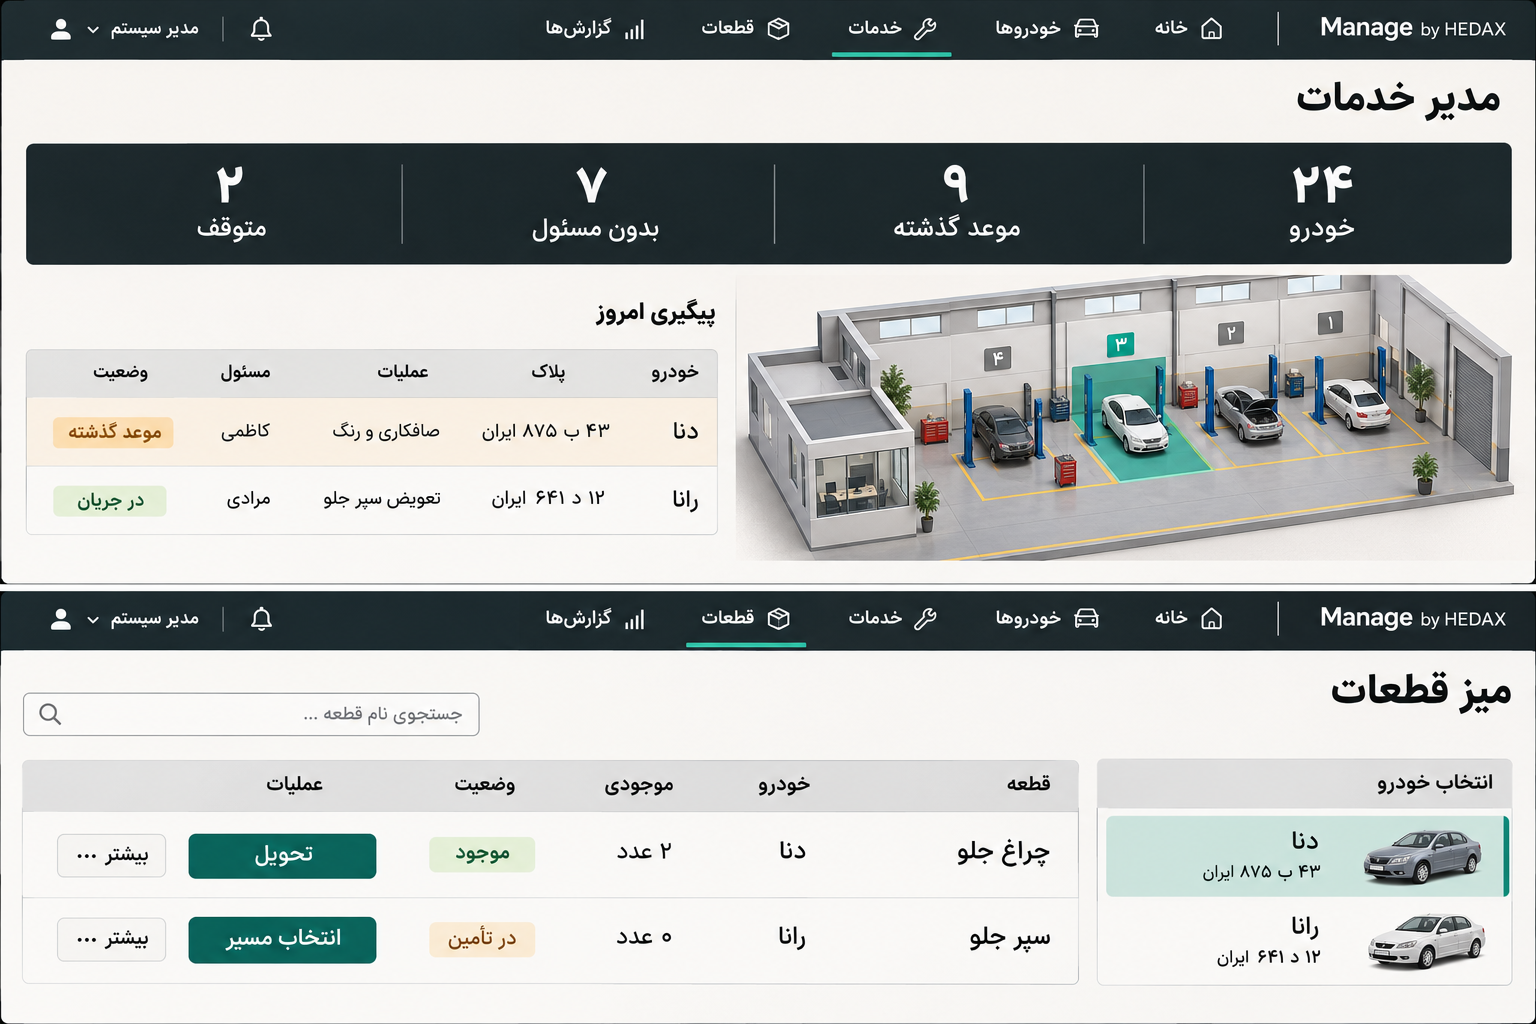 Manage by HEDAX
خانه
خودروها
خدمات
قطعات
گزارش‌ها
مدیر سیستم
مدیر خدمات
۲۴
خودرو
۹
موعد گذشته
۷
بدون مسئول
۲
متوقف
۱
۲
۳
۴
پیگیری امروز
خودرو پلاک عملیات مسئول وضعیت
دنا ۴۳ ب ۸۷۵ ایران صافکاری و رنگ کاظمی موعد گذشته
رانا ۱۲ د ۶۴۱ ایران تعویض سپر جلو مرادی در جریان
Manage by HEDAX
خانه
خودروها
خدمات
قطعات
گزارش‌ها
مدیر سیستم
میز قطعات
جستجوی نام قطعه ...
انتخاب خودرو
دنا
۴۳ ب ۸۷۵ ایران
رانا
۱۲ د ۶۴۱ ایران
قطعه خودرو موجودی وضعیت عملیات
چراغ جلو دنا ۲ عدد موجود تحویل بیشتر ...
سپر جلو رانا ۰ عدد در تأمین انتخاب مسیر بیشتر ...